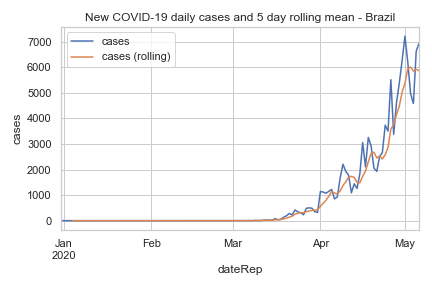 New COVID-19 daily cases and 5 day rolling mean - Brazil
cases
cases (rolling)
7000
6000
5000
4000
3000
2000
1000
0
cases
Jan
2020
Feb
Mar
Apr
May
dateRep